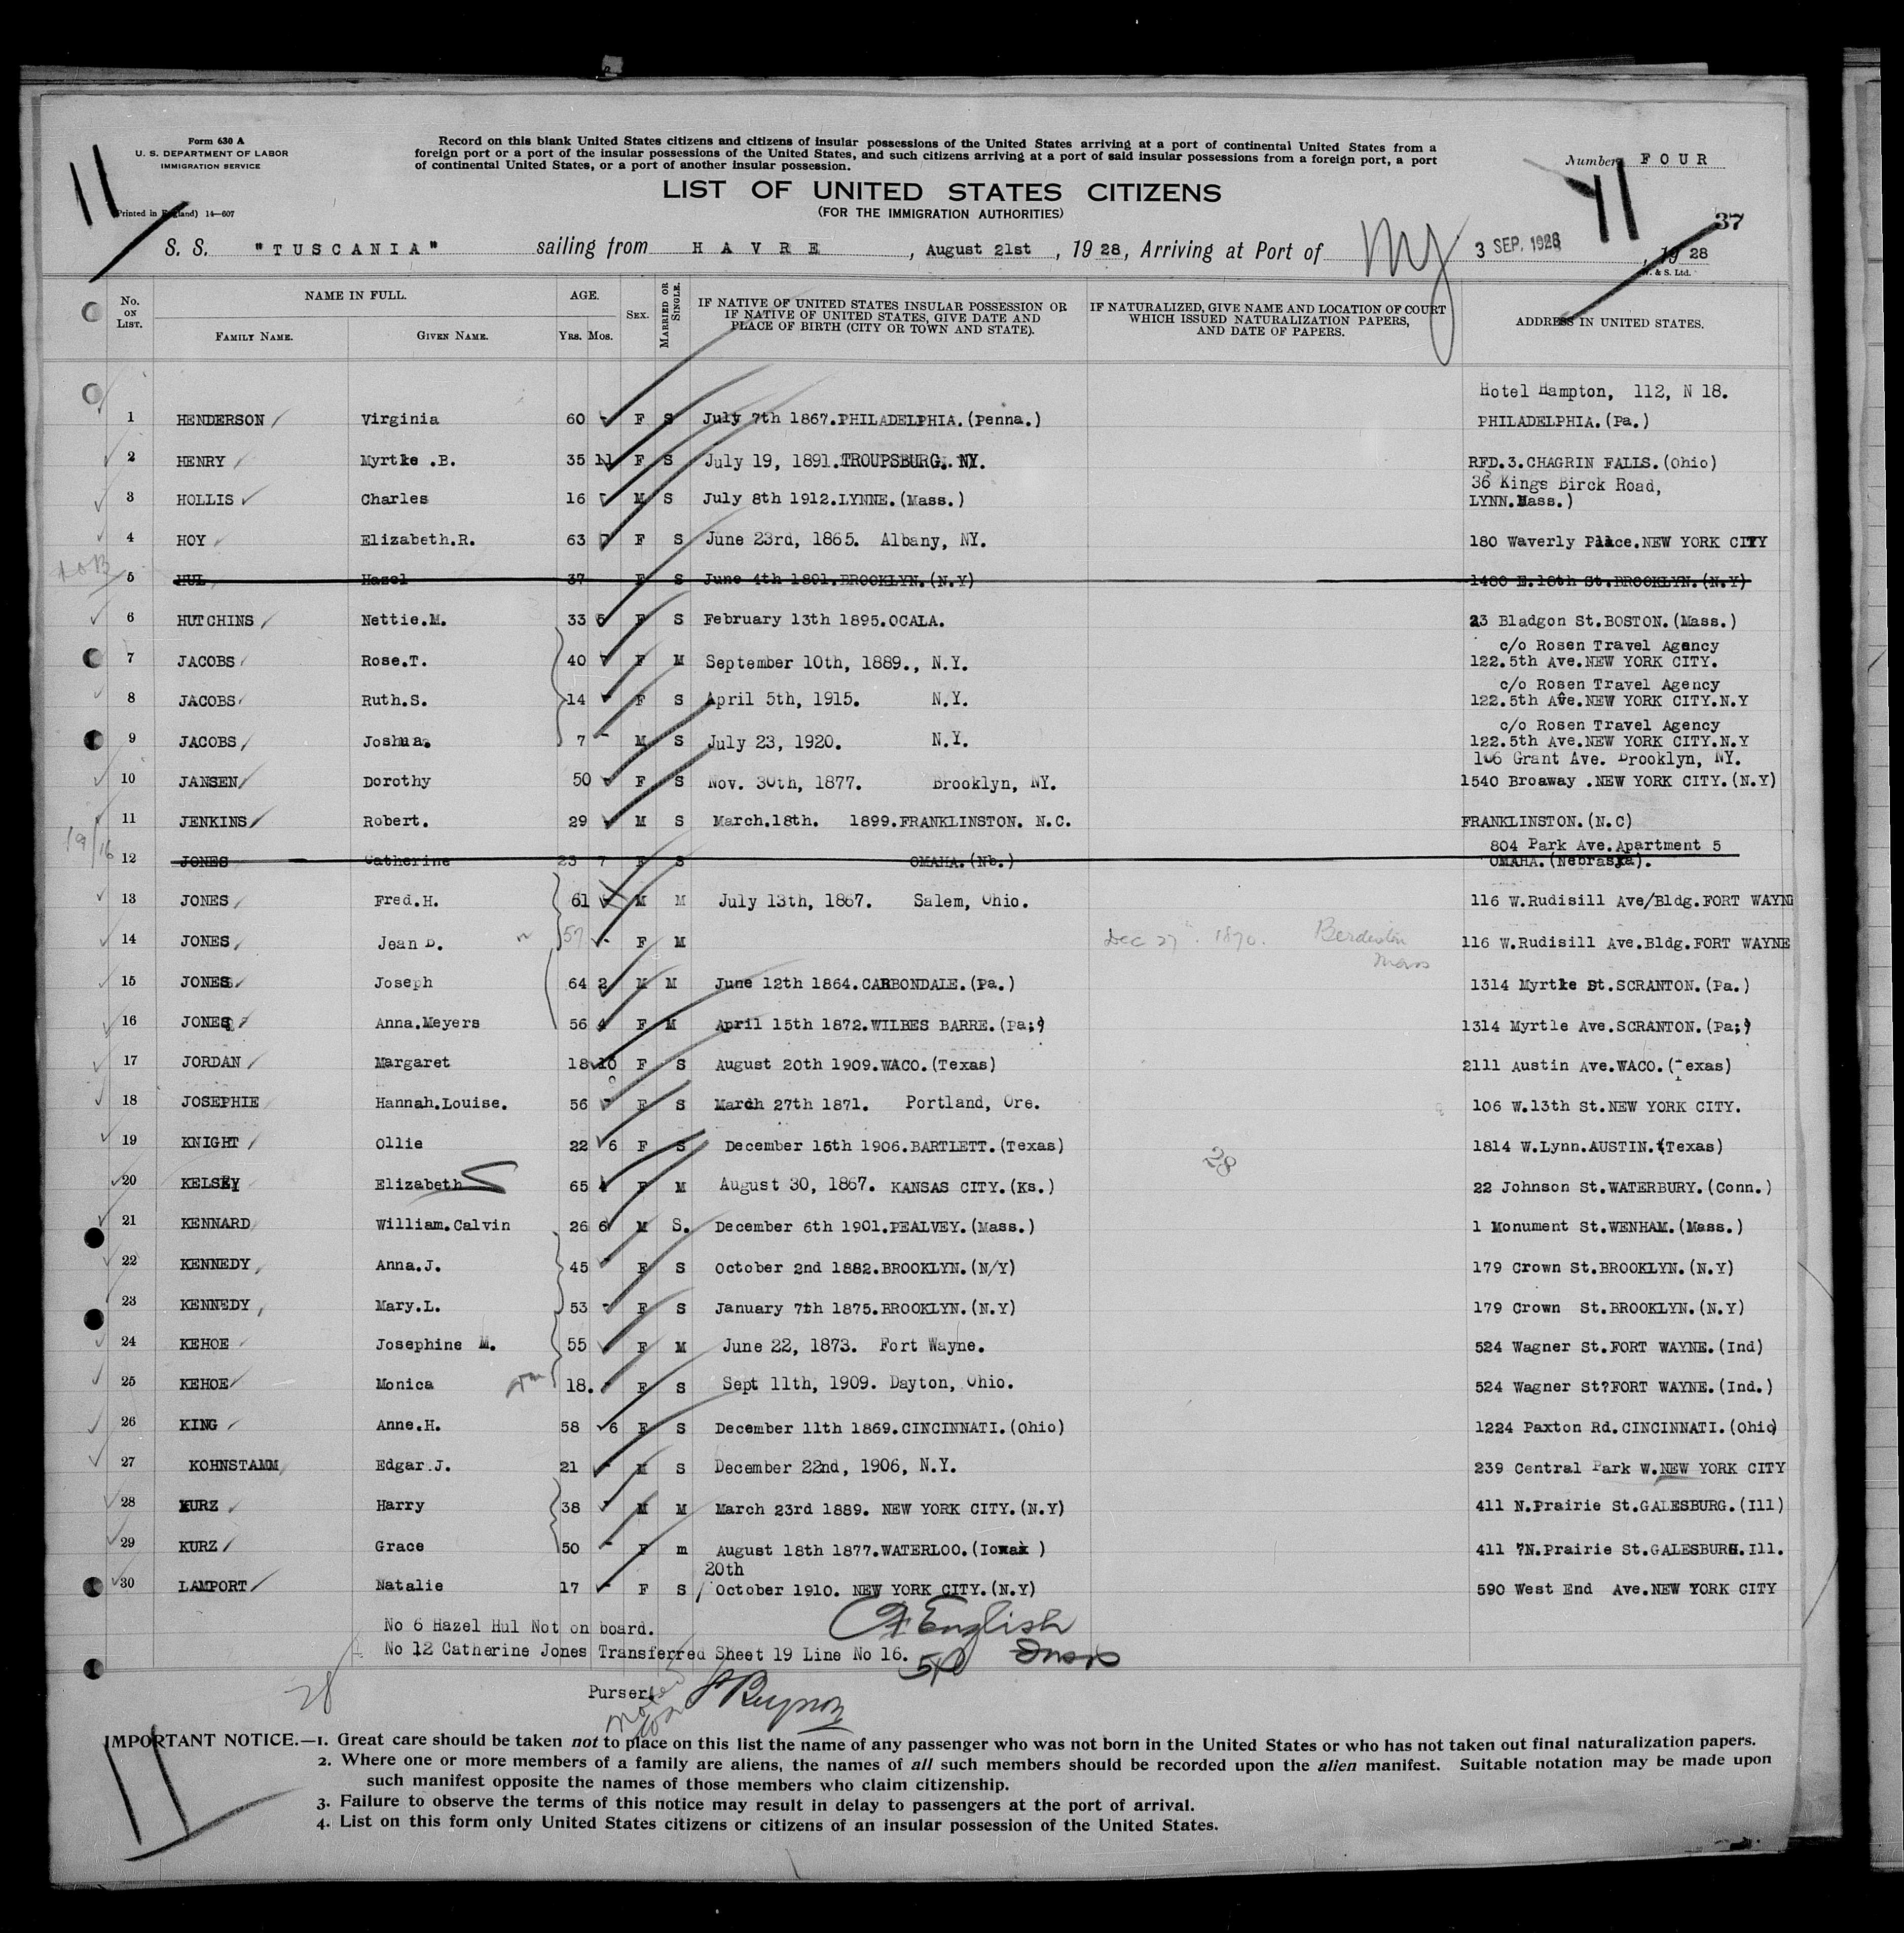 Form 630 A
U. S. DEPARTMENT OF LABOR
IMMIGRATION SERVICE
(Printed in England) 14—607
11
Record on this blank United States citizens and citizens of insular possessions of the United States arriving at a port of continental United States from a
foreign port or a port of the insular possessions of the United States, and such citizens arriving at a port of said insular possessions from a foreign port, a port
of continental United States, or a port of another insular possession.
Number FOUR
LIST OF UNITED STATES CITIZENS
(FOR THE IMMIGRATION AUTHORITIES)
11
37
S. S. "TUSCANIA" sailing from HAVRE, August 21st, 1928, Arriving at Port of NY 3 SEP. 1928, 1928
& S. Ltd.
No. ON LIST. NAME IN FULL. FAMILY NAME. GIVEN NAME. AGE. YRS. MOS. SEX. MARRIED OR SINGLE. IF NATIVE OF UNITED STATES INSULAR POSSESSION OR IF NATIVE OF UNITED STATES, GIVE DATE AND PLACE OF BIRTH (CITY OR TOWN AND STATE). IF NATURALIZED, GIVE NAME AND LOCATION OF COURT WHICH ISSUED NATURALIZATION PAPERS, AND DATE OF PAPERS. ADDRESS IN UNITED STATES.
Hotel Hampton, 112, N 18.
1 HENDERSON Virginia 60 - F S July 7th 1867.PHILADELPHIA.(Penna.) PHILADELPHIA.(Pa.)
2 HENRY Myrtke .B. 35 11 F S July 19, 1891.TROUPSBURG. NY. RFD.3.CHAGRIN FALLS.(Ohio)
36 Kings Birck Road,
3 HOLLIS Charles 16 - M S July 8th 1912.LYNNE.(Mass.) LYNN.Mass.)
4 HOY Elizabeth.R. 63 F S June 23rd, 1865. Albany, NY. 180 Waverly Place.NEW YORK CITY
5 HUL Hazel 37 F S June 4th 1891.BROOKLYN.(N.Y) 1480 E.18th St.BROOKLYN.(N.Y)
6 HUTCHINS Nettie.M. 33 6 F S February 13th 1895.OCALA. 23 Bladgon St.BOSTON.(Mass.)
c/o Rosen Travel Agency
7 JACOBS Rose.T. 40 - F M September 10th, 1889., N.Y. 122.5th Ave.NEW YORK CITY.
c/o Rosen Travel Agency
8 JACOBS Ruth.S. 14 - F S April 5th, 1915. N.Y. 122.5th Ave.NEW YORK CITY.N.Y
c/o Rosen Travel Agency
9 JACOBS Joshua. 7 - M S July 23, 1920. N.Y. 122.5th Ave.NEW YORK CITY.N.Y
106 Grant Ave. Brooklyn, NY.
10 JANSEN Dorothy 50 - F S Nov. 30th, 1877. Brooklyn, NY. 1540 Broaway .NEW YORK CITY.(N.Y)
11 JENKINS Robert. 29 - M S March.18th. 1899.FRANKLINSTON. N.C. FRANKLINSTON.(N.C)
19/16
804 Park Ave.Apartment 5
12 JONES Catherine 23 7 F S OMAHA.(Nb.) OMAHA.(Nebraska).
13 JONES Fred.H. 61 M M July 13th, 1867. Salem, Ohio. 116 W.Rudisill Ave/Bldg.FORT WAYNE
14 JONES Jean D. 57 - F M Dec 27" 1870. Mass 116 W.Rudisill Ave.Bldg.FORT WAYNE
15 JONES Joseph 64 2 M M June 12th 1864.CARBONDALE.(Pa.) 1314 Myrtle St.SCRANTON.(Pa.)
16 JONES Anna.Meyers 56 4 F M April 15th 1872.WILBES BARRE.(Pa;) 1314 Myrtle Ave.SCRANTON.(Pa;)
17 JORDAN Margaret 18 10 F S August 20th 1909.WACO.(Texas) 2111 Austin Ave.WACO.(Texas)
18 JOSEPHIE Hannah.Louise. 56 - F S March 27th 1871. Portland, Ore. 106 W.13th St.NEW YORK CITY.
19 KNIGHT Ollie 22 6 F S December 15th 1906.BARTLETT.(Texas) 1814 W.Lynn.AUSTIN.(Texas)
28
20 KELSEY Elizabeth 65 4 F M August 30, 1867. KANSAS CITY.(Ks.) 22 Johnson St.WATERBURY.(Conn.)
21 KENNARD William.Calvin 26 6 M S. December 6th 1901.PEALVEY.(Mass.) 1 Monument St.WENHAM.(Mass.)
22 KENNEDY Anna.J. 45 - F S October 2nd 1882.BROOKLYN.(N/Y) 179 Crown St.BROOKLYN.(N.Y)
23 KENNEDY Mary.L. 53 - F S January 7th 1875.BROOKLYN.(N.Y) 179 Crown St.BROOKLYN.(N.Y)
24 KEHOE Josephine M. 55 F M June 22, 1873. Fort Wayne. 524 Wagner St.FORT WAYNE.(Ind)
25 KEHOE Monica 18. - F S Sept 11th, 1909. Dayton, Ohio. 524 Wagner St?FORT WAYNE.(Ind.)
26 KING Anne.H. 58 6 F S December 11th 1869.CINCINNATI.(Ohio) 1224 Paxton Rd.CINCINNATI.(Ohio)
27 KOHNSTAMM Edgar.J. 21 - M S December 22nd, 1906, N.Y. 239 Central Park W.NEW YORK CITY
28 KURZ Harry 38 - M M March 23rd 1889. NEW YORK CITY.(N.Y) 411 N.Prairie St.GALESBURG.(Ill)
29 KURZ Grace 50 - F m August 18th 1877.WATERLOO.(Iowa ) 411 ?N.Prairie St.GALESBURG.Ill.
20th
30 LAMPORT Natalie 17 - F S / October 1910. NEW YORK CITY.(N.Y) 590 West End Ave.NEW YORK CITY
No 6 Hazel Hul Not on board.
English
No 12 Catherine Jones Transferred Sheet 19 Line No 16.
28
Purser.
IMPORTANT NOTICE.—1. Great care should be taken not to place on this list the name of any passenger who was not born in the United States or who has not taken out final naturalization papers.
2. Where one or more members of a family are aliens, the names of all such members should be recorded upon the alien manifest. Suitable notation may be made upon
such manifest opposite the names of those members who claim citizenship.
3. Failure to observe the terms of this notice may result in delay to passengers at the port of arrival.
4. List on this form only United States citizens or citizens of an insular possession of the United States.
11